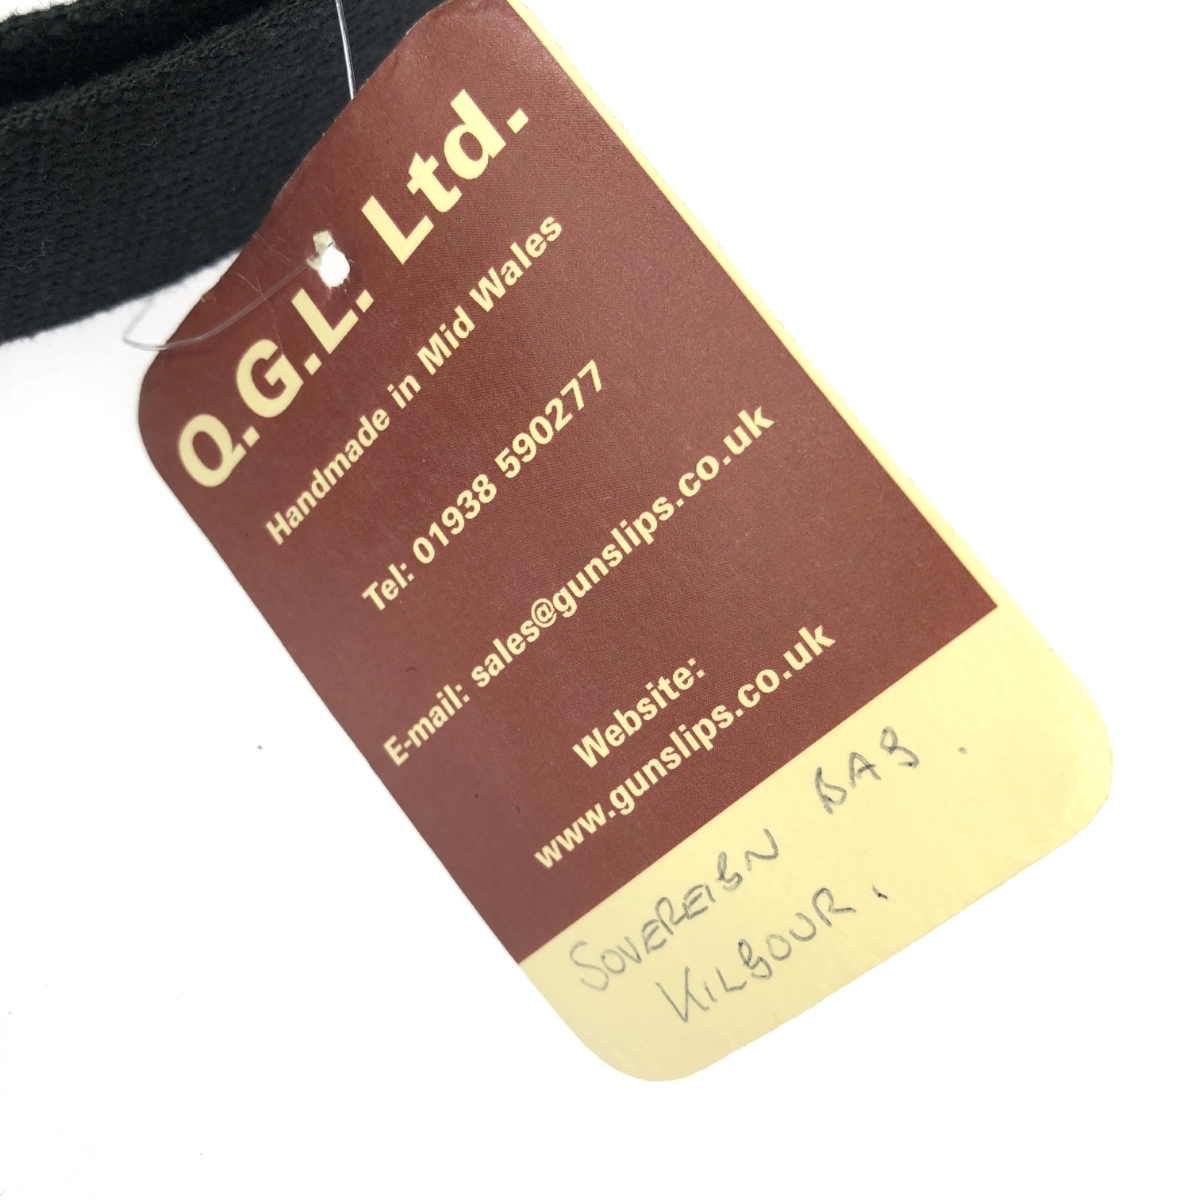 Q.G.L. Ltd.
Handmade in Mid Wales
Tel: 01938 590277
E-mail: sales@gunslips.co.uk
Website:
www.gunslips.co.uk
SOVEREIGN BAG.
KILGOUR.